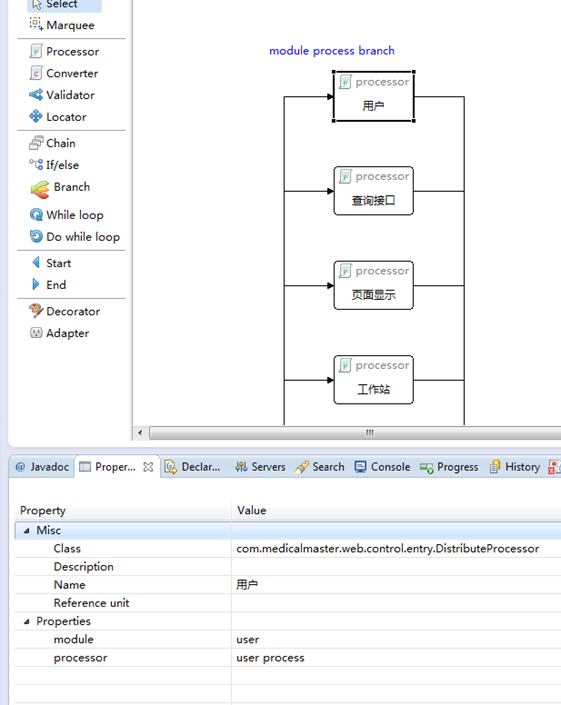 Select
Marquee
Processor
Converter
Validator
Locator
Chain
If/else
Branch
While loop
Do while loop
Start
End
Decorator
Adapter
module process branch
processor
用户
processor
查询接口
processor
页面显示
processor
工作站
@ Javadoc Proper... Declar... Servers Search Console Progress History
Property Value
Misc
Class com.medicalmaster.web.control.entry.DistributeProcessor
Description
Name 用户
Reference unit
Properties
module user
processor user process